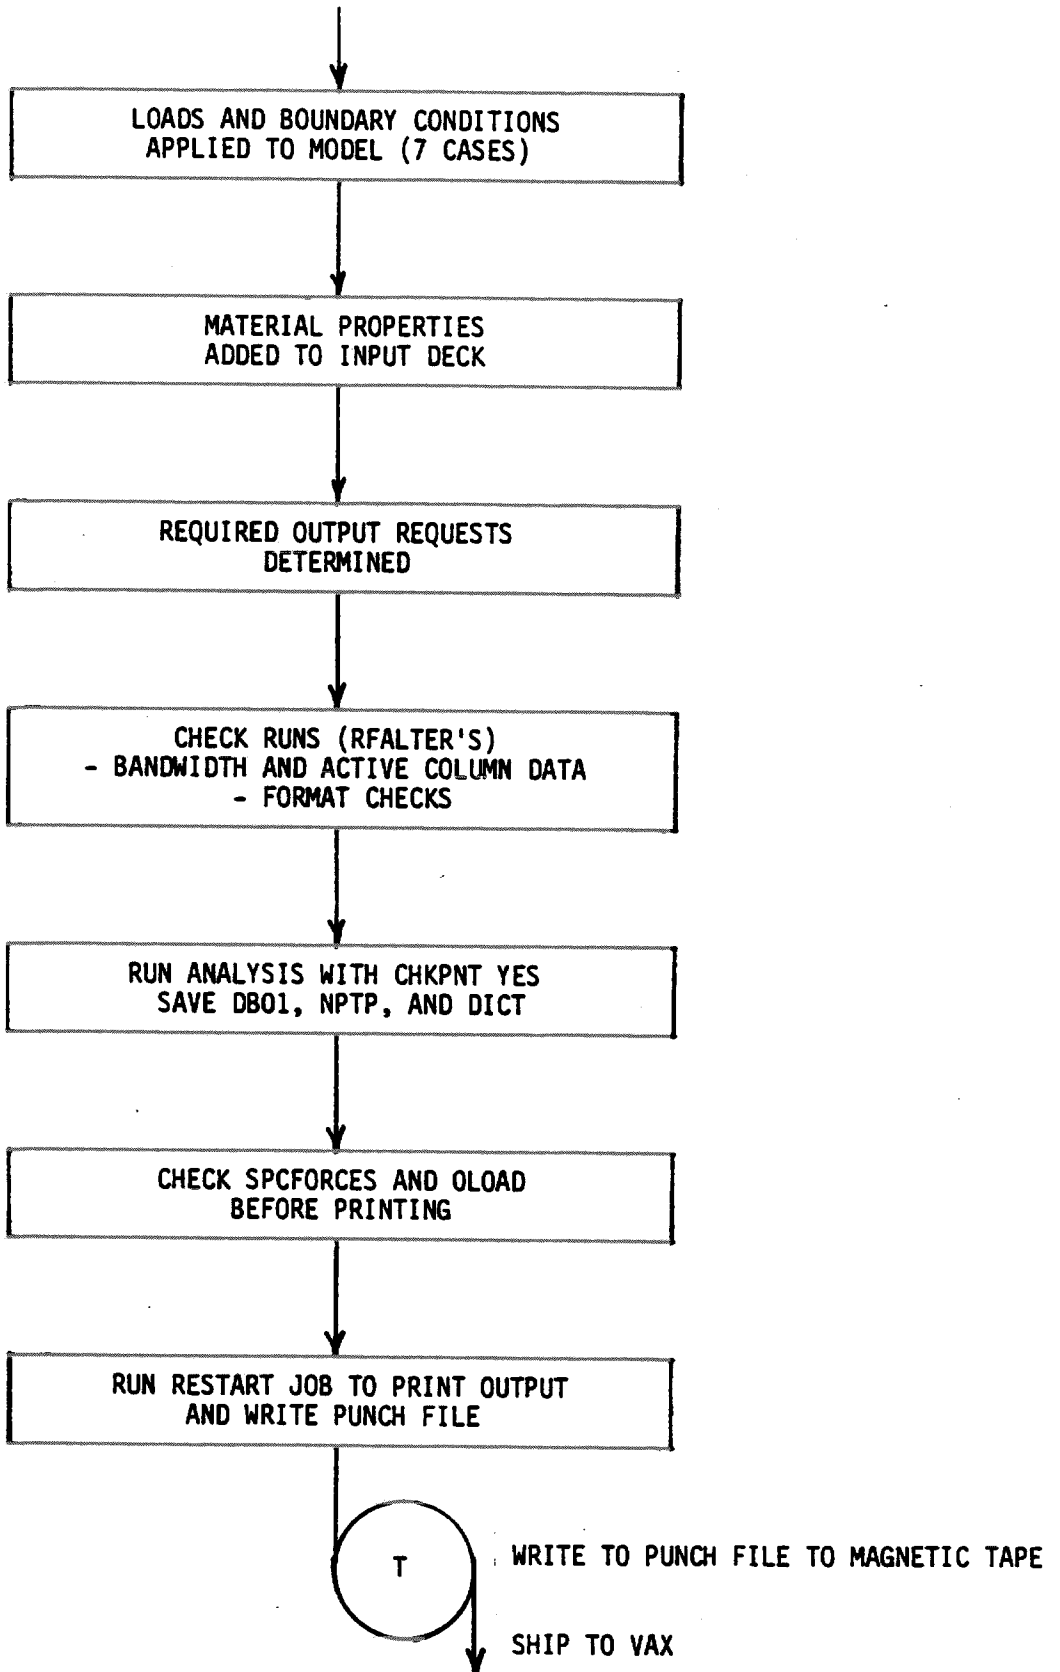 LOADS AND BOUNDARY CONDITIONS
APPLIED TO MODEL (7 CASES)
MATERIAL PROPERTIES
ADDED TO INPUT DECK
REQUIRED OUTPUT REQUESTS
DETERMINED
CHECK RUNS (RFALTER'S)
- BANDWIDTH AND ACTIVE COLUMN DATA
- FORMAT CHECKS
RUN ANALYSIS WITH CHKPNT YES
SAVE DB01, NPTP, AND DICT
CHECK SPCFORCES AND OLOAD
BEFORE PRINTING
RUN RESTART JOB TO PRINT OUTPUT
AND WRITE PUNCH FILE
T
WRITE TO PUNCH FILE TO MAGNETIC TAPE
SHIP TO VAX